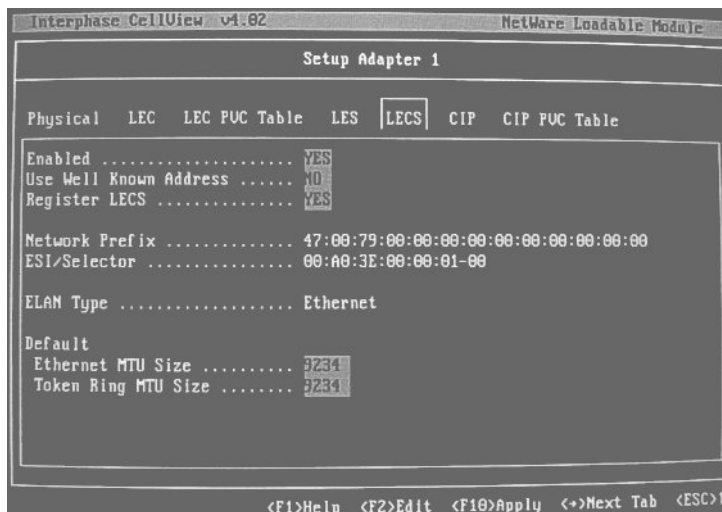 Interphase CellView v4.02 NetWare Loadable Module
Setup Adapter 1
Physical LEC LEC PVC Table LES LECS CIP CIP PVC Table
Enabled ...................... YES
Use Well Known Address ...... NO
Register LECS ............... YES
Network Prefix .............. 47:00:79:00:00:00:00:00:00:00:00:00:00
ESI/Selector ................ 00:A0:3E:00:00:01-00
ELAN Type ................... Ethernet
Default
Ethernet MTU Size .......... 9234
Token Ring MTU Size ........ 9234
<F1>Help <F2>Edit <F10>Apply <→>Next Tab <ESC>